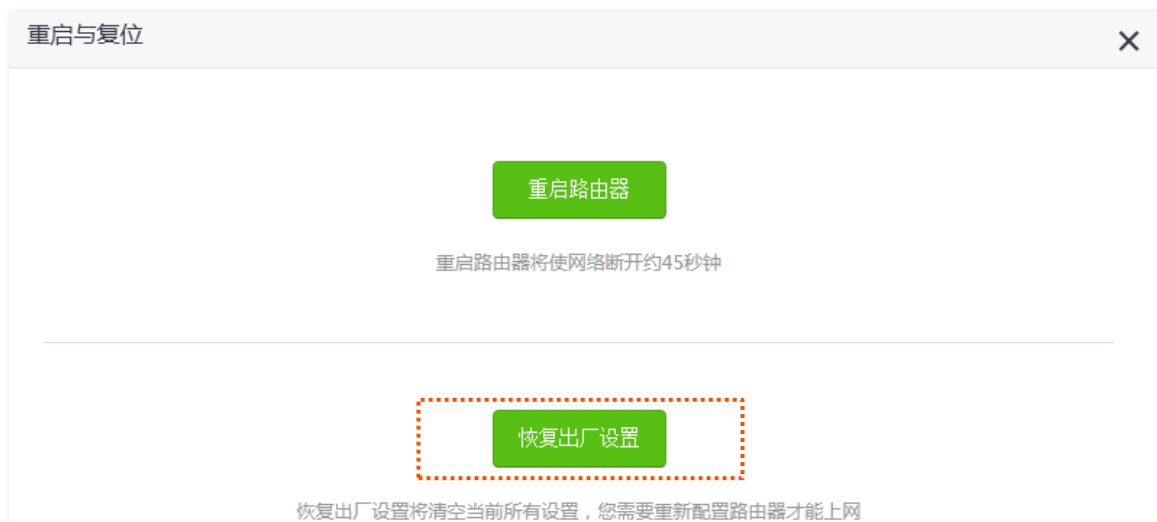 重启与复位
重启路由器
重启路由器将使网络断开约45秒钟
恢复出厂设置
恢复出厂设置将清空当前所有设置，您需要重新配置路由器才能上网